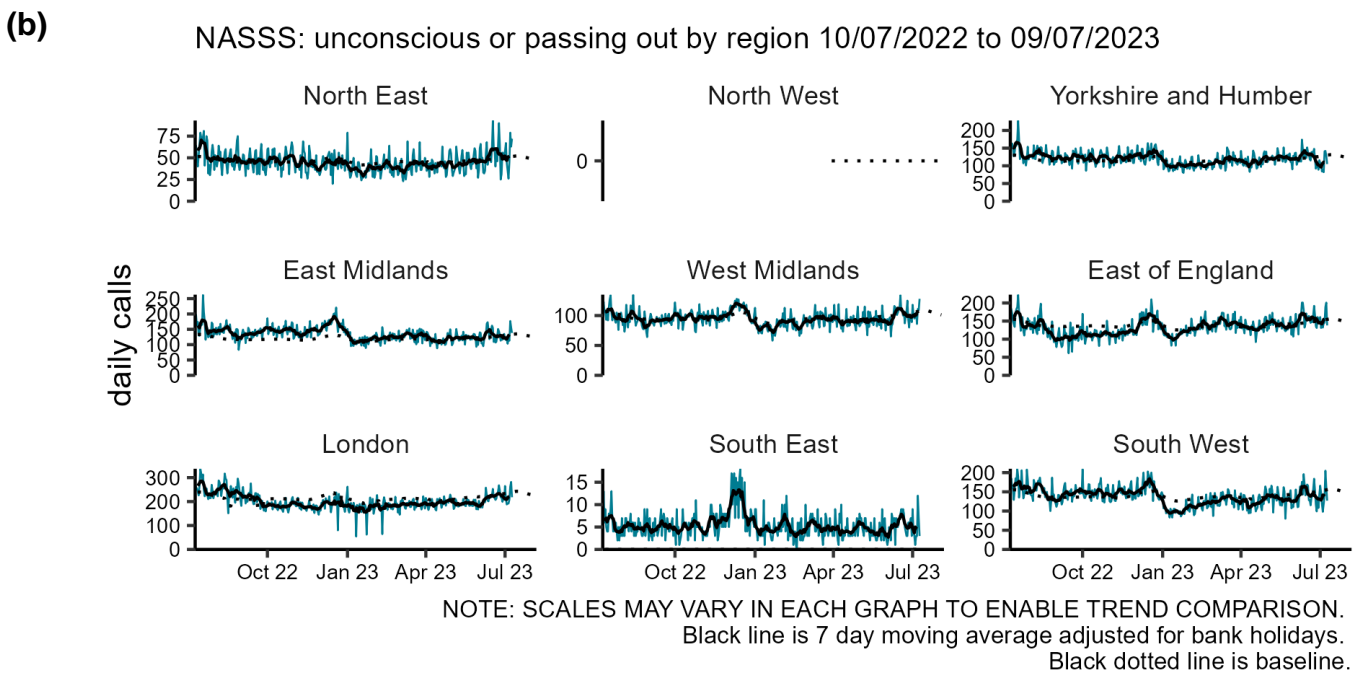 (b)
NASSS: unconscious or passing out by region 10/07/2022 to 09/07/2023
daily calls
North East
75
50
25
0
North West
0
Yorkshire and Humber
200
150
100
50
0
East Midlands
250
200
150
100
50
0
West Midlands
100
50
0
East of England
200
150
100
50
0
London
300
200
100
0
Oct 22 Jan 23 Apr 23 Jul 23
South East
15
10
5
0
Oct 22 Jan 23 Apr 23 Jul 23
South West
200
150
100
50
0
Oct 22 Jan 23 Apr 23 Jul 23
NOTE: SCALES MAY VARY IN EACH GRAPH TO ENABLE TREND COMPARISON.
Black line is 7 day moving average adjusted for bank holidays.
Black dotted line is baseline.